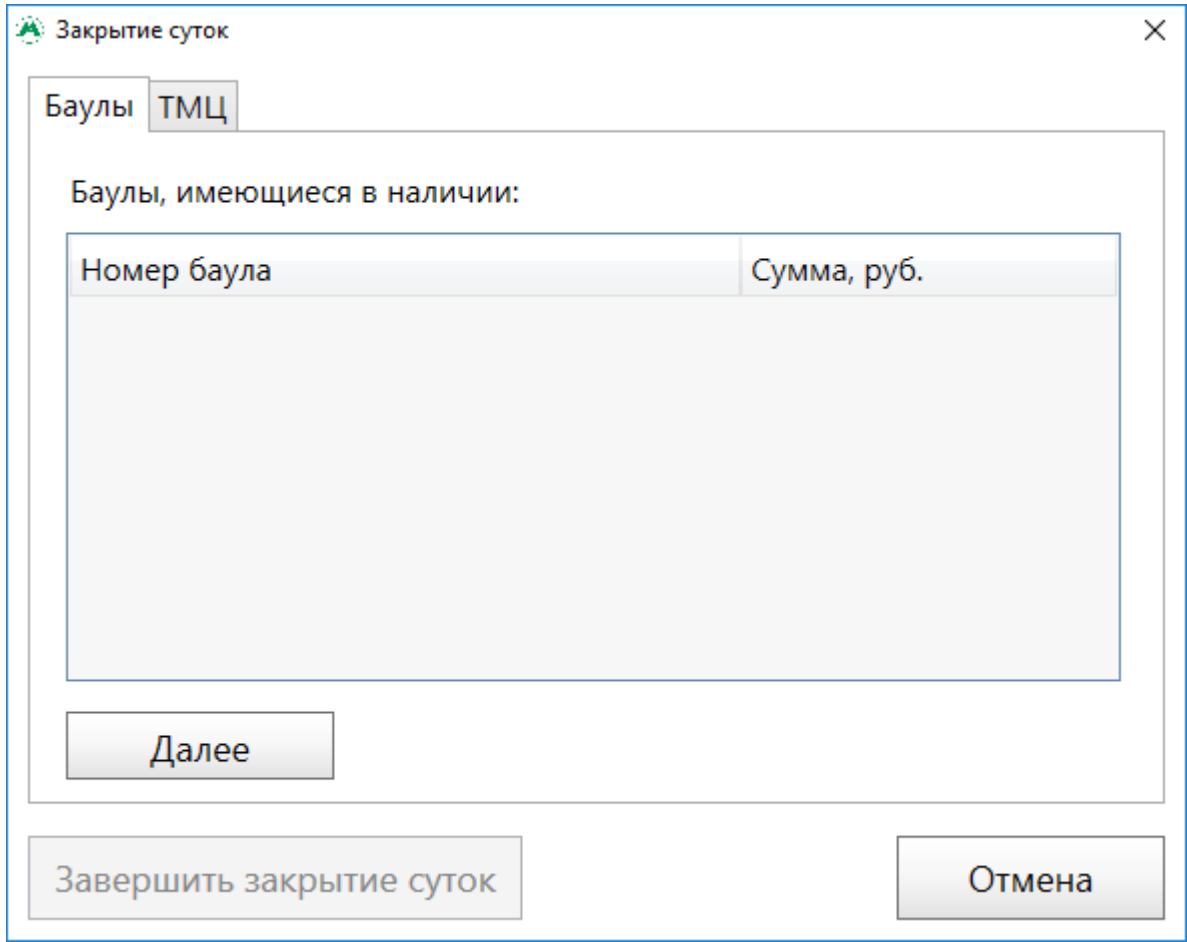 Закрытие суток
Баулы ТМЦ
Баулы, имеющиеся в наличии:
Номер баула Сумма, руб.
Далее
Завершить закрытие суток Отмена